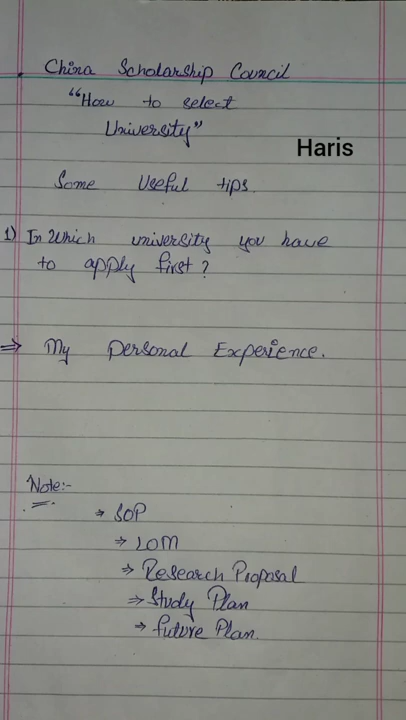 China Scholarship Council
"How to select
University"
Haris
Some Useful tips.
1) In Which university you have
to apply first?
⇒ My Personal Experience.
Note:-
→ SOP
→ LOM
→ Research Proposal
⇒ Study Plan
→ Future Plan.